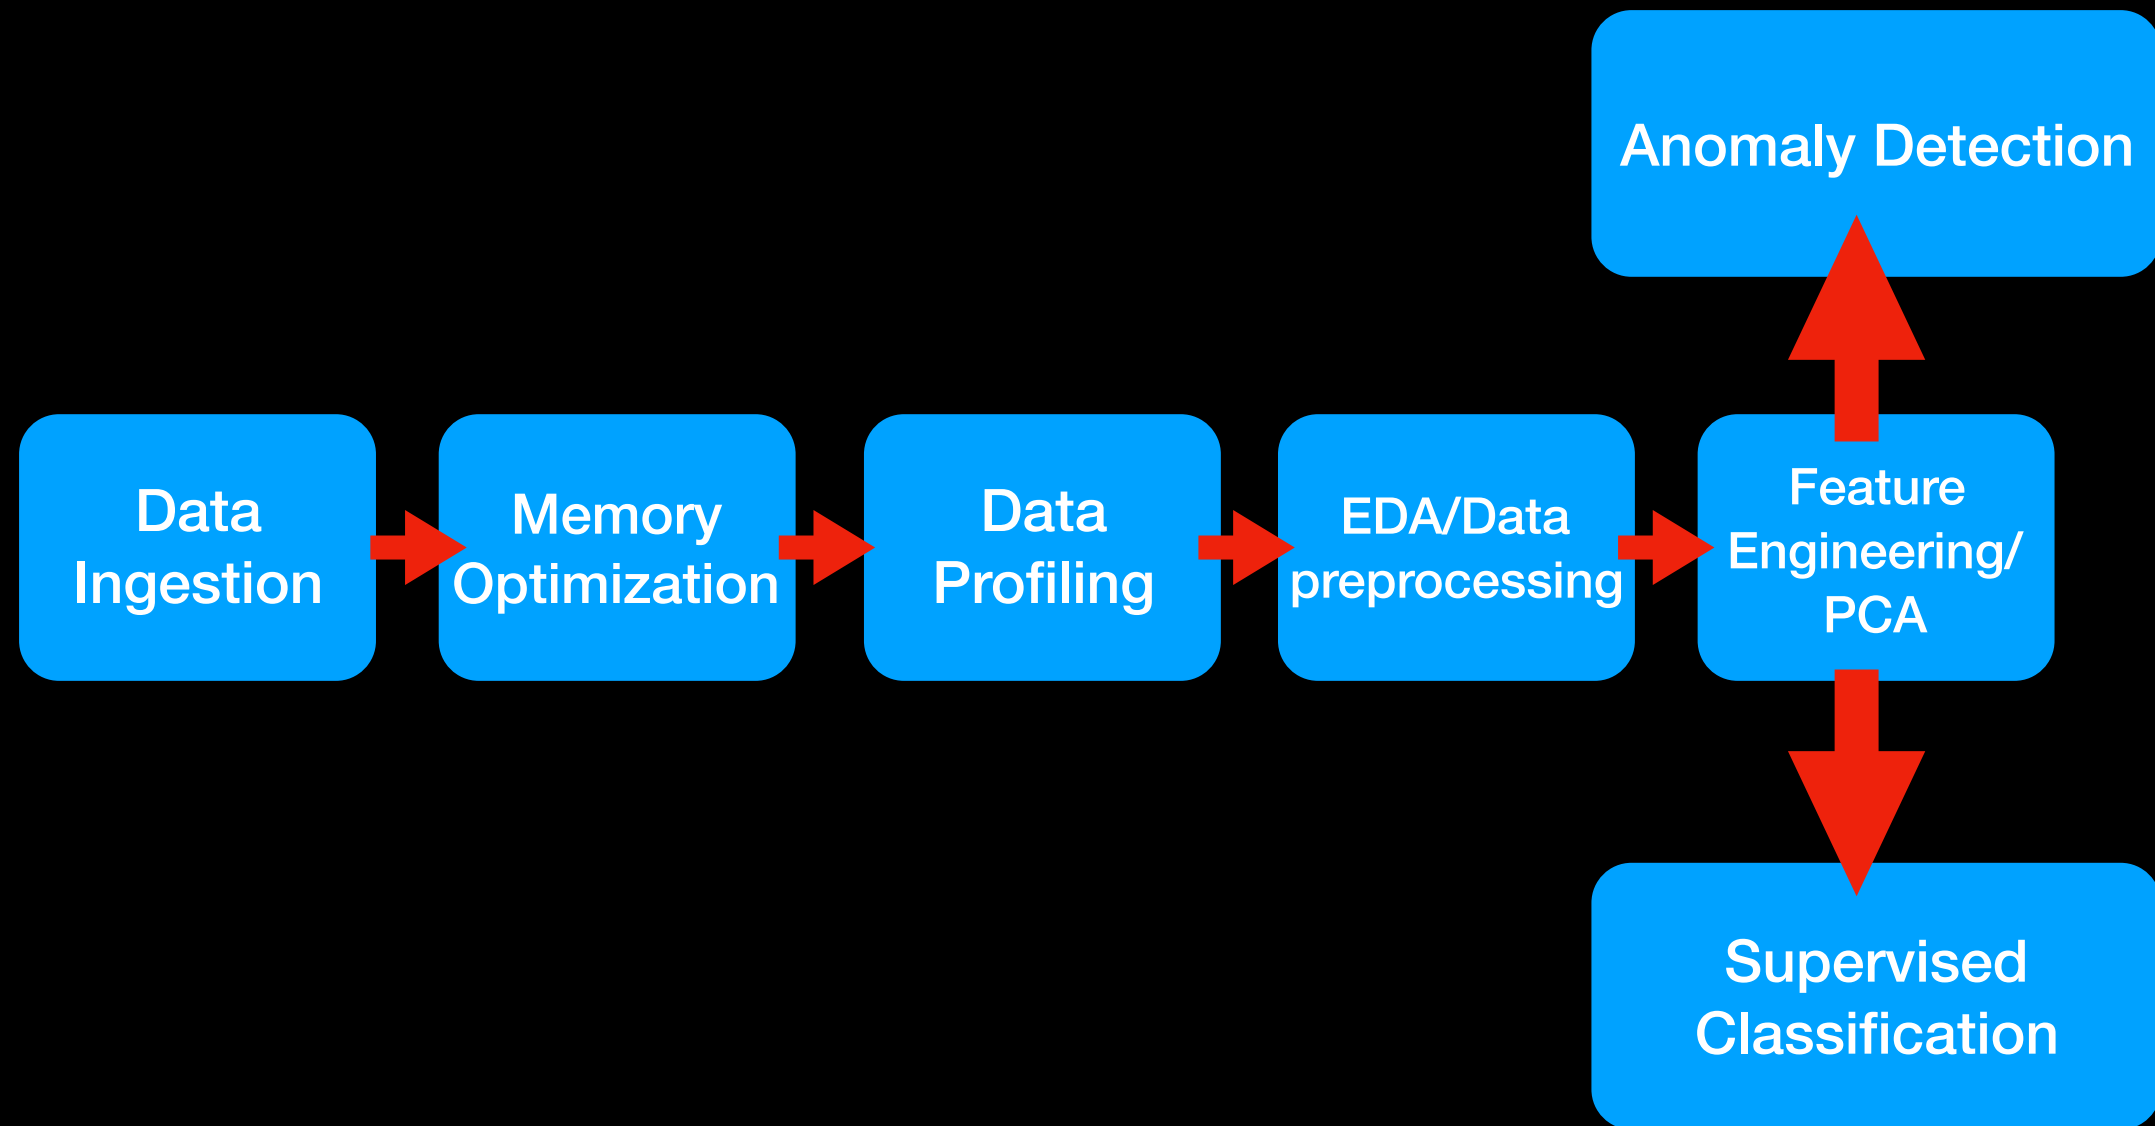 Anomaly Detection
Data
Ingestion
Memory
Optimization
Data
Profiling
EDA/Data
preprocessing
Feature
Engineering/
PCA
Supervised
Classification